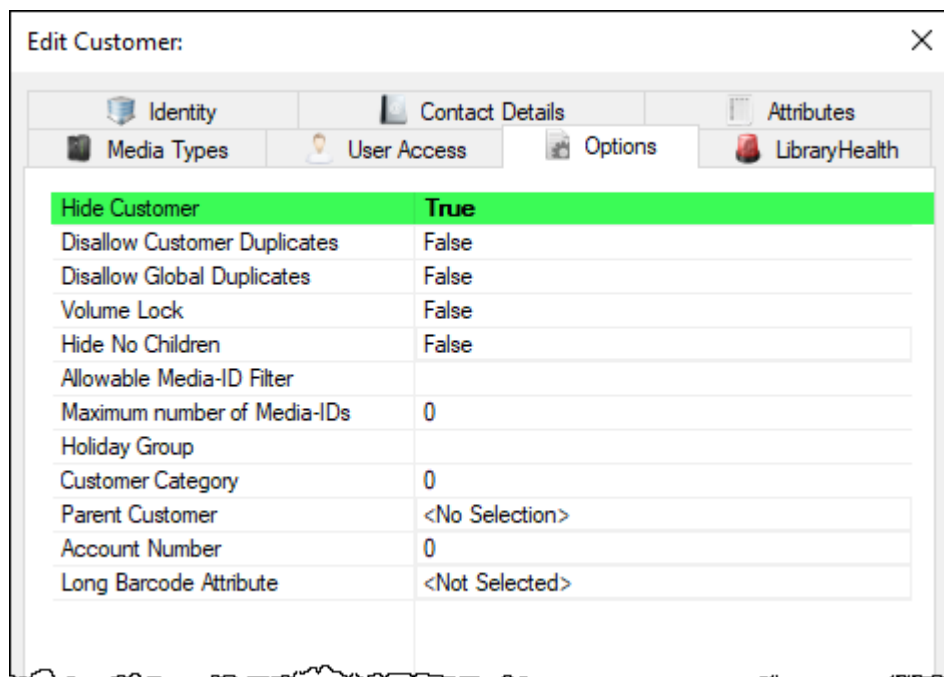 Edit Customer:
Identity Contact Details Attributes
Media Types User Access Options LibraryHealth
Hide Customer True
Disallow Customer Duplicates False
Disallow Global Duplicates False
Volume Lock False
Hide No Children False
Allowable Media-ID Filter
Maximum number of Media-IDs 0
Holiday Group
Customer Category 0
Parent Customer <No Selection>
Account Number 0
Long Barcode Attribute <Not Selected>